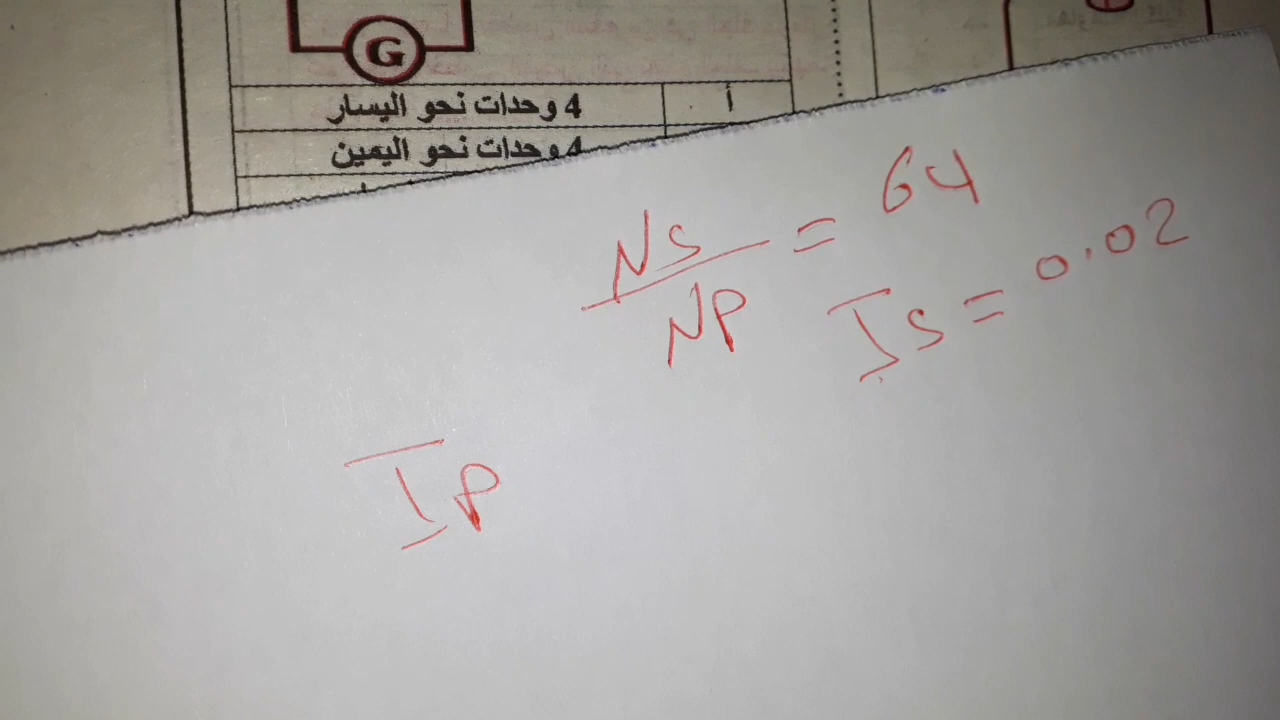 G
أ 4 وحدات نحو اليسار
4 وحدات نحو اليمين
Ns/NP = 64
Is = 0.02
IP